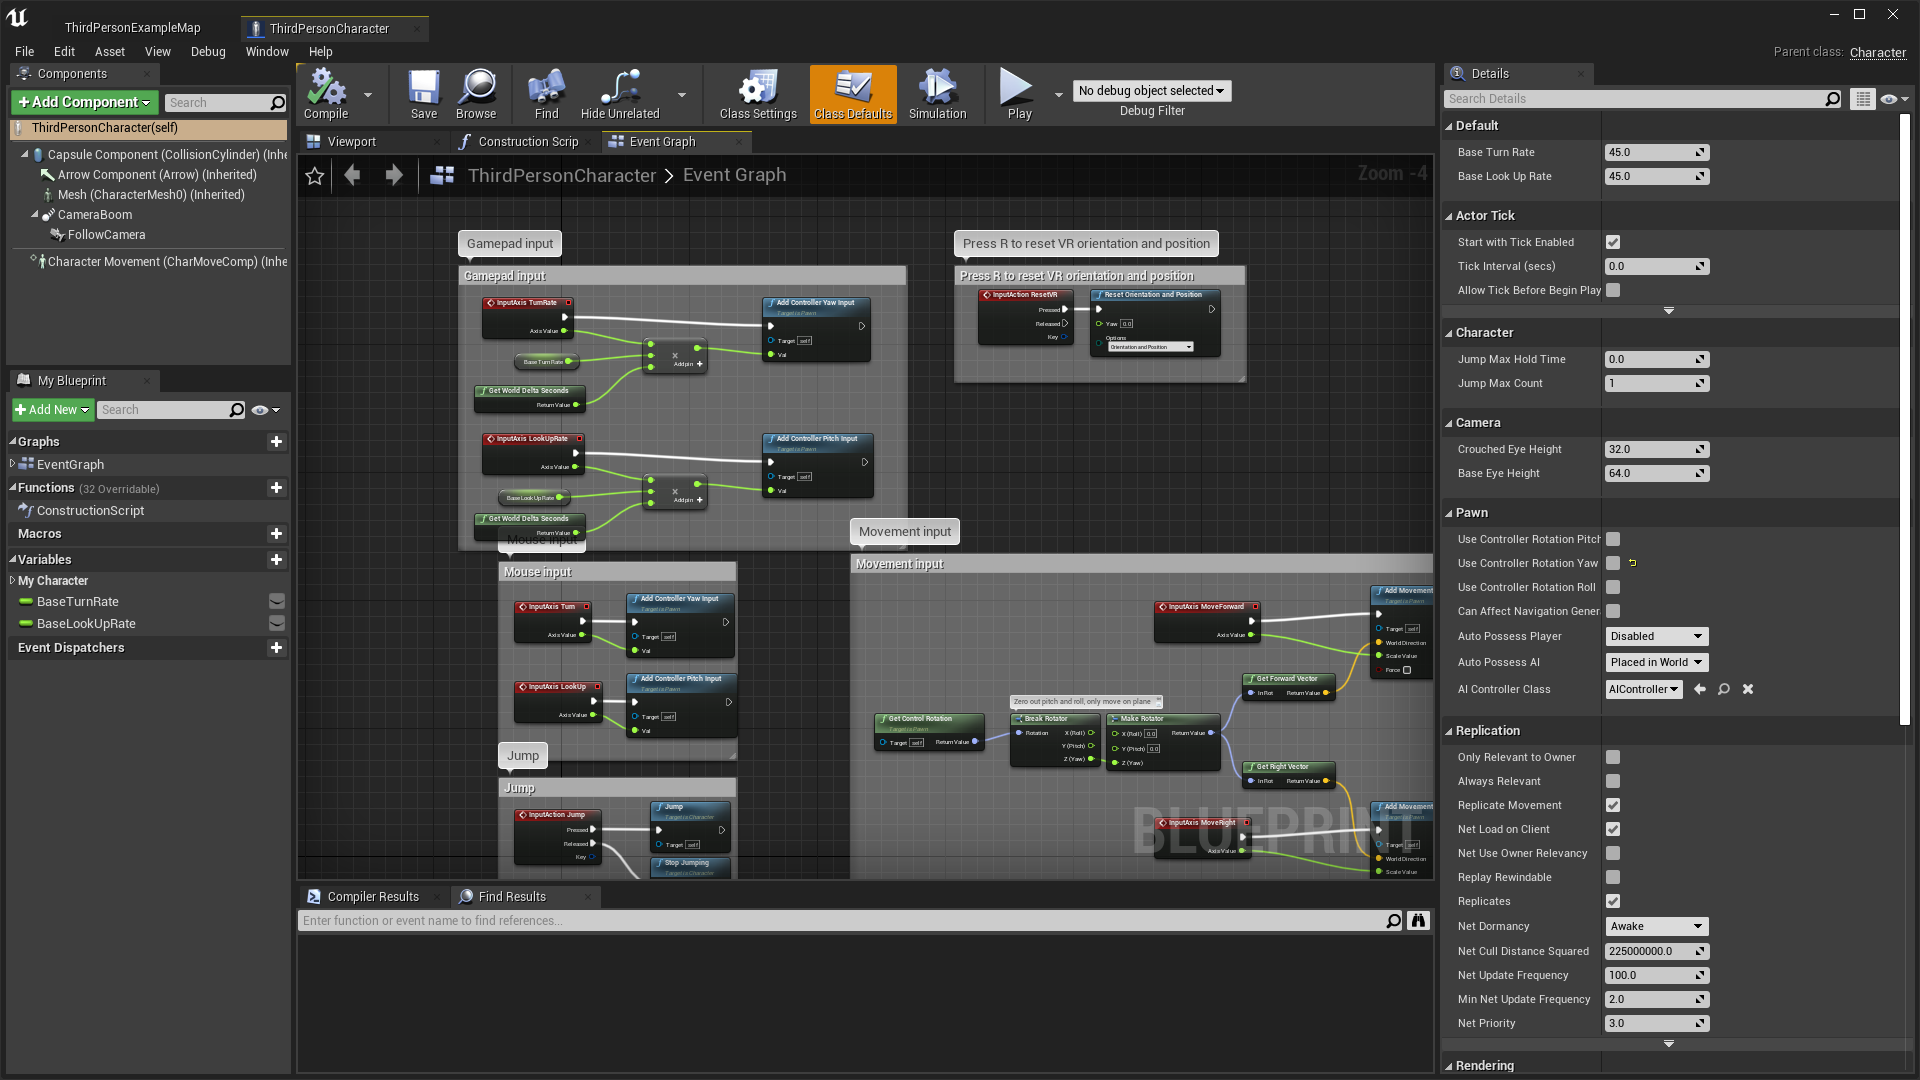 ThirdPersonExampleMap
ThirdPersonCharacter
File Edit Asset View Debug Window Help
Parent class: Character
Components
Add Component
Search
ThirdPersonCharacter(self)
Capsule Component (CollisionCylinder) (Inhe
Arrow Component (Arrow) (Inherited)
Mesh (CharacterMesh0) (Inherited)
CameraBoom
FollowCamera
Character Movement (CharMoveComp) (Inhe
My Blueprint
Add New
Search
Graphs
EventGraph
Functions (32 Overridable)
ConstructionScript
Macros
Variables
My Character
BaseTurnRate
BaseLookUpRate
Event Dispatchers
Compile
Save
Browse
Find
Hide Unrelated
Class Settings
Class Defaults
Simulation
Play
No debug object selected
Debug Filter
Viewport
Construction Scrip
Event Graph
ThirdPersonCharacter > Event Graph
Zoom -4
Gamepad input
Gamepad input
InputAxis TurnRate
Axis Value
Base Turn Rate
Get World Delta Seconds
Return Value
Add pin
Add Controller Yaw Input
Target is Pawn
Target self
Val
InputAxis LookUpRate
Axis Value
Base Look Up Rate
Get World Delta Seconds
Return Value
Add pin
Add Controller Pitch Input
Target is Pawn
Target self
Val
Press R to reset VR orientation and position
Press R to reset VR orientation and position
InputAction ResetVR
Pressed
Released
Key
Reset Orientation and Position
Yaw 0.0
Options
Orientation and Position
Mouse input
Mouse input
InputAxis Turn
Axis Value
Add Controller Yaw Input
Target is Pawn
Target self
Val
InputAxis LookUp
Axis Value
Add Controller Pitch Input
Target is Pawn
Target self
Val
Jump
Jump
InputAction Jump
Pressed
Released
Key
Jump
Target is Character
Target self
Stop Jumping
Target is Character
Movement input
Movement input
InputAxis MoveForward
Axis Value
Add Movement
Target is Pawn
Target self
World Direction
Scale Value
Force
Get Forward Vector
In Rot Return Value
Zero out pitch and roll, only move on plane
Get Control Rotation
Target is Pawn
Target self Return Value
Break Rotator
Rotation X (Roll)
Y (Pitch)
Z (Yaw)
Make Rotator
X (Roll) 0.0 Return Value
Y (Pitch) 0.0
Z (Yaw)
Get Right Vector
In Rot Return Value
InputAxis MoveRight
Axis Value
Add Movement
Target is Pawn
Target self
World Direction
Scale Value
BLUEPRINT
Compiler Results
Find Results
Enter function or event name to find references...
Details
Search Details
Default
Base Turn Rate 45.0
Base Look Up Rate 45.0
Actor Tick
Start with Tick Enabled
Tick Interval (secs) 0.0
Allow Tick Before Begin Play
Character
Jump Max Hold Time 0.0
Jump Max Count 1
Camera
Crouched Eye Height 32.0
Base Eye Height 64.0
Pawn
Use Controller Rotation Pitch
Use Controller Rotation Yaw
Use Controller Rotation Roll
Can Affect Navigation Gener
Auto Possess Player Disabled
Auto Possess AI Placed in World
AI Controller Class AIController
Replication
Only Relevant to Owner
Always Relevant
Replicate Movement
Net Load on Client
Net Use Owner Relevancy
Replay Rewindable
Replicates
Net Dormancy Awake
Net Cull Distance Squared 225000000.0
Net Update Frequency 100.0
Min Net Update Frequency 2.0
Net Priority 3.0
Rendering